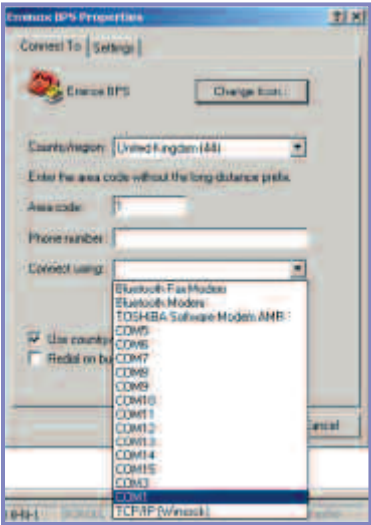 Properties
Connect To Settings
BPS
Change Icon...
Country/region: United Kingdom (44)
Enter the area code without the long-distance prefix.
Area code: 1
Phone number:
Connect using:
Bluetooth Fax Modem
Bluetooth Modem
TOSHIBA Software Modem AMR
COM5
Use country
COM6
COM7
Redial on bu
COM8
COM9
COM10
COM11
COM12
COM13
Cancel
COM14
COM15
COM3
COM1
TCP/IP (Winsock)